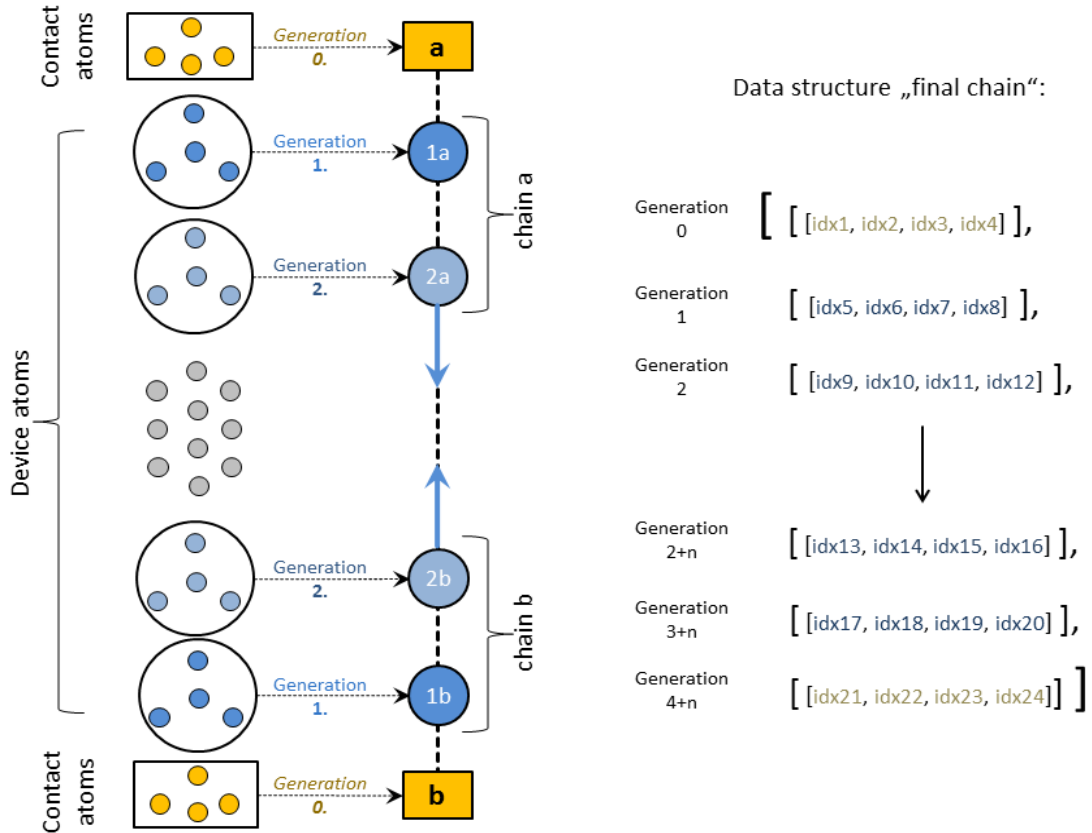 Contact
atoms
Generation
0.
a
Device atoms
Generation
1.
1a
Generation
2.
2a
chain a
Generation
2.
2b
Generation
1.
1b
chain b
Contact
atoms
Generation
0.
b
Data structure „final chain“:
Generation
0
[ [ [idx1, idx2, idx3, idx4] ],
Generation
1
[ [idx5, idx6, idx7, idx8] ],
Generation
2
[ [idx9, idx10, idx11, idx12] ],
Generation
2+n
[ [idx13, idx14, idx15, idx16] ],
Generation
3+n
[ [idx17, idx18, idx19, idx20] ],
Generation
4+n
[ [idx21, idx22, idx23, idx24]] ]